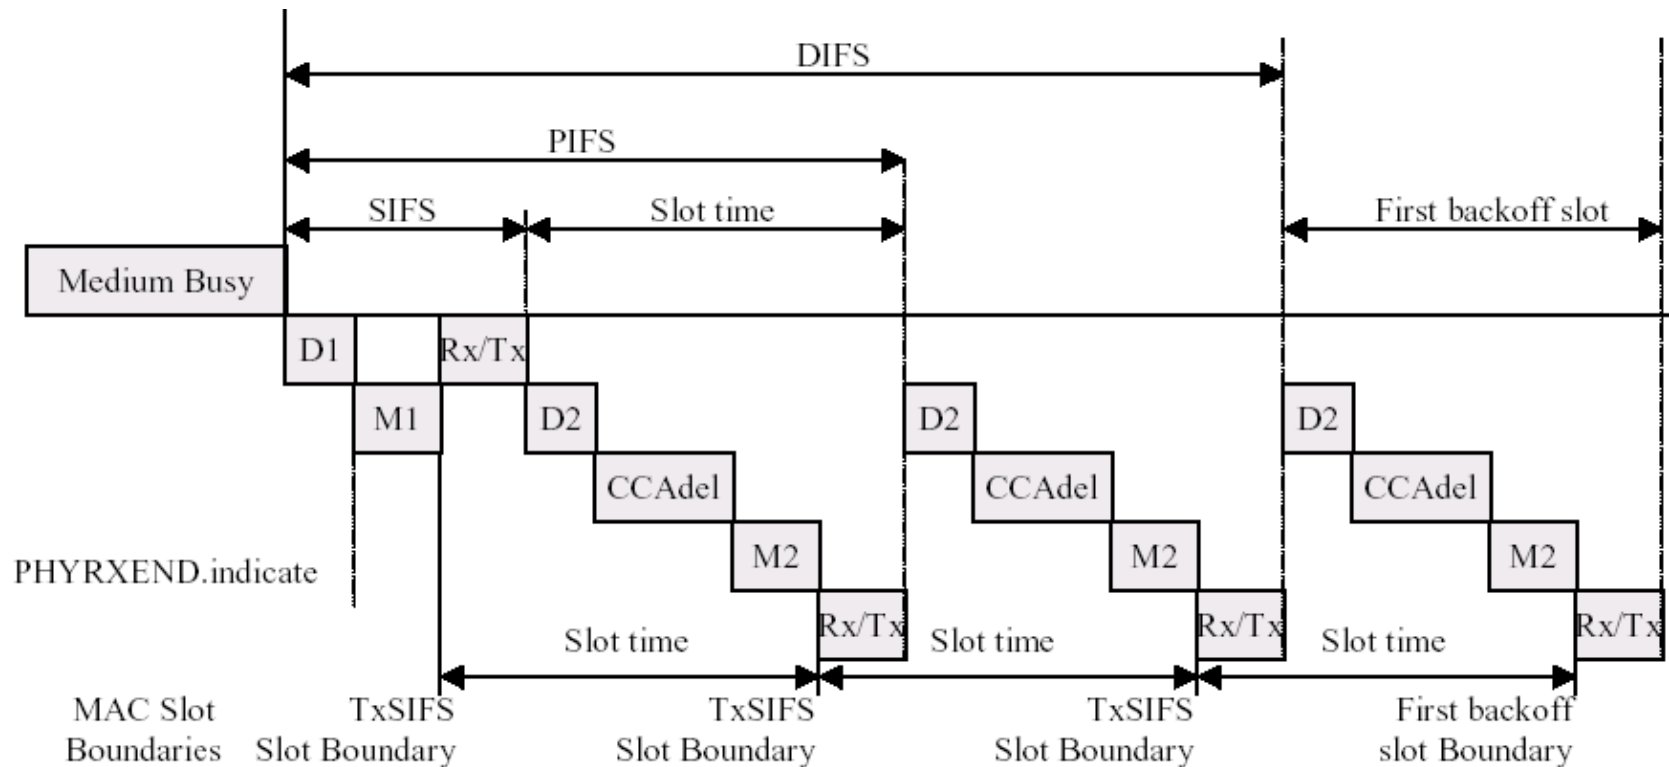 DIFS
PIFS
SIFS
Slot time
First backoff slot
Medium Busy
D1
Rx/Tx
M1
D2
D2
D2
CCAdel
CCAdel
CCAdel
M2
M2
M2
PHYRXEND.indicate
Rx/Tx
Rx/Tx
Rx/Tx
Slot time
Slot time
Slot time
MAC Slot
Boundaries
TxSIFS
Slot Boundary
TxSIFS
Slot Boundary
TxSIFS
Slot Boundary
First backoff
slot Boundary